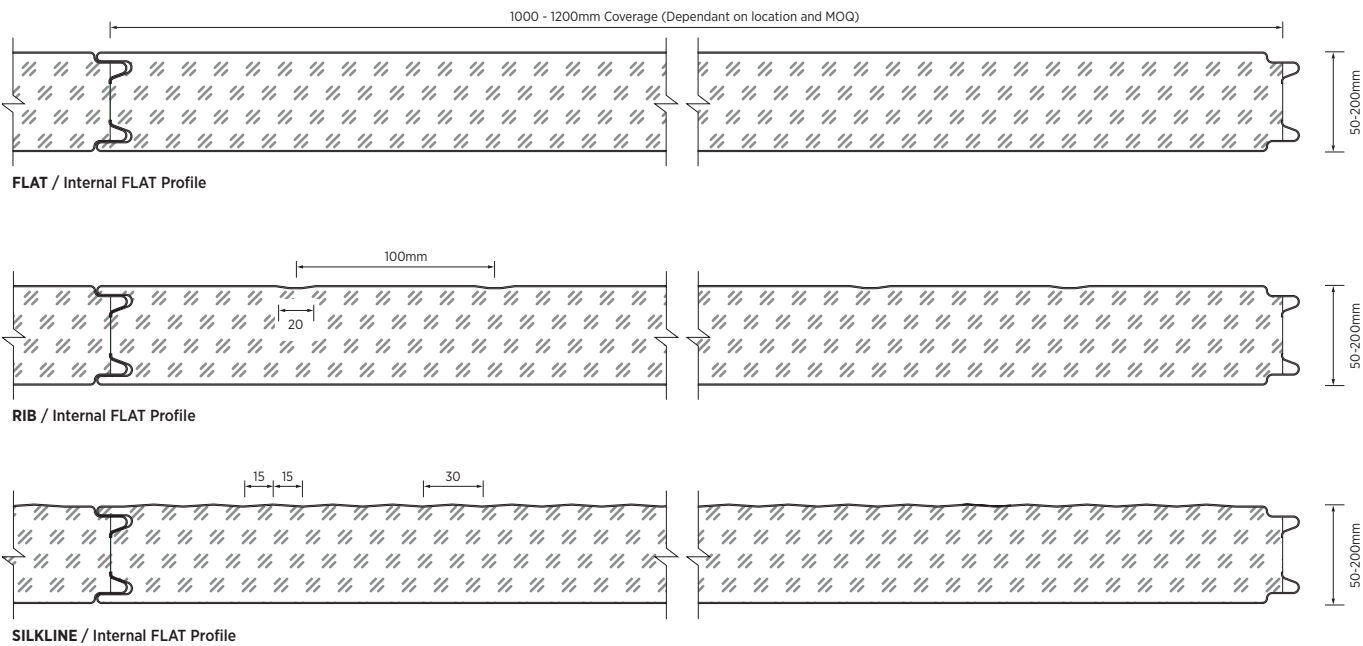 1000 - 1200mm Coverage (Dependant on location and MOQ)
50-200mm
FLAT / Internal FLAT Profile
100mm
20
50-200mm
RIB / Internal FLAT Profile
15 15 30
50-200mm
SILKLINE / Internal FLAT Profile